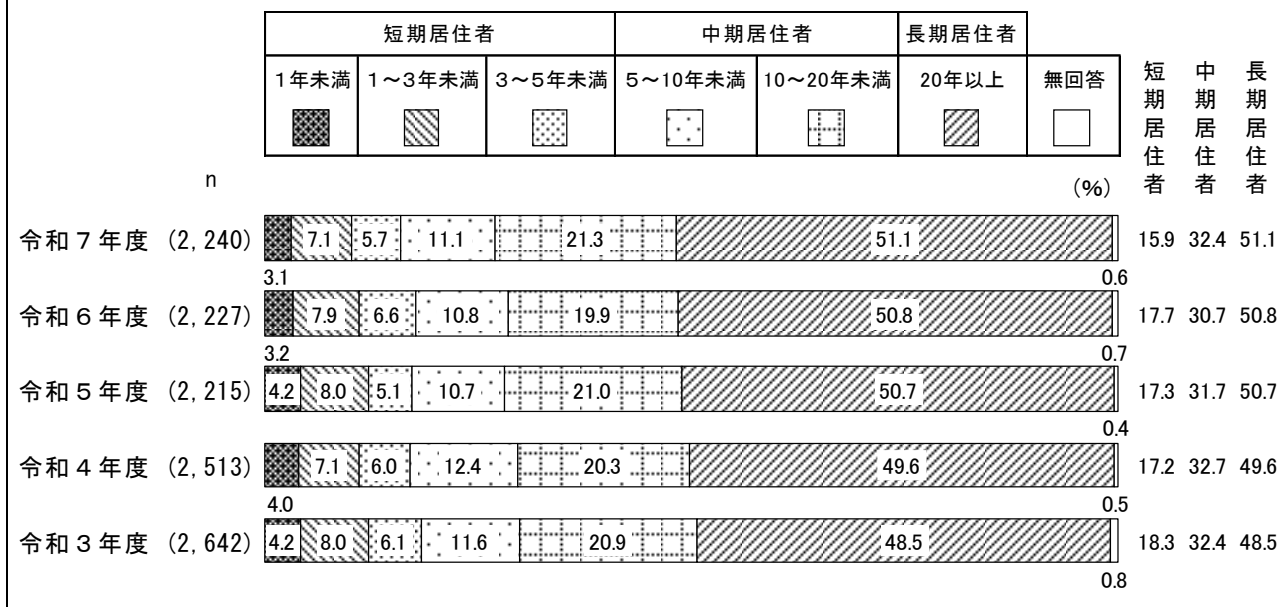 短期居住者 中期居住者 長期居住者
1年未満 1～3年未満 3～5年未満 5～10年未満 10～20年未満 20年以上 無回答
短期居住者 中期居住者 長期居住者
n (%)
令和７年度 (2,240) 7.1 5.7 11.1 21.3 51.1 15.9 32.4 51.1
3.1 0.6
令和６年度 (2,227) 7.9 6.6 10.8 19.9 50.8 17.7 30.7 50.8
3.2 0.7
令和５年度 (2,215) 4.2 8.0 5.1 10.7 21.0 50.7 17.3 31.7 50.7
0.4
令和４年度 (2,513) 7.1 6.0 12.4 20.3 49.6 17.2 32.7 49.6
4.0 0.5
令和３年度 (2,642) 4.2 8.0 6.1 11.6 20.9 48.5 18.3 32.4 48.5
0.8